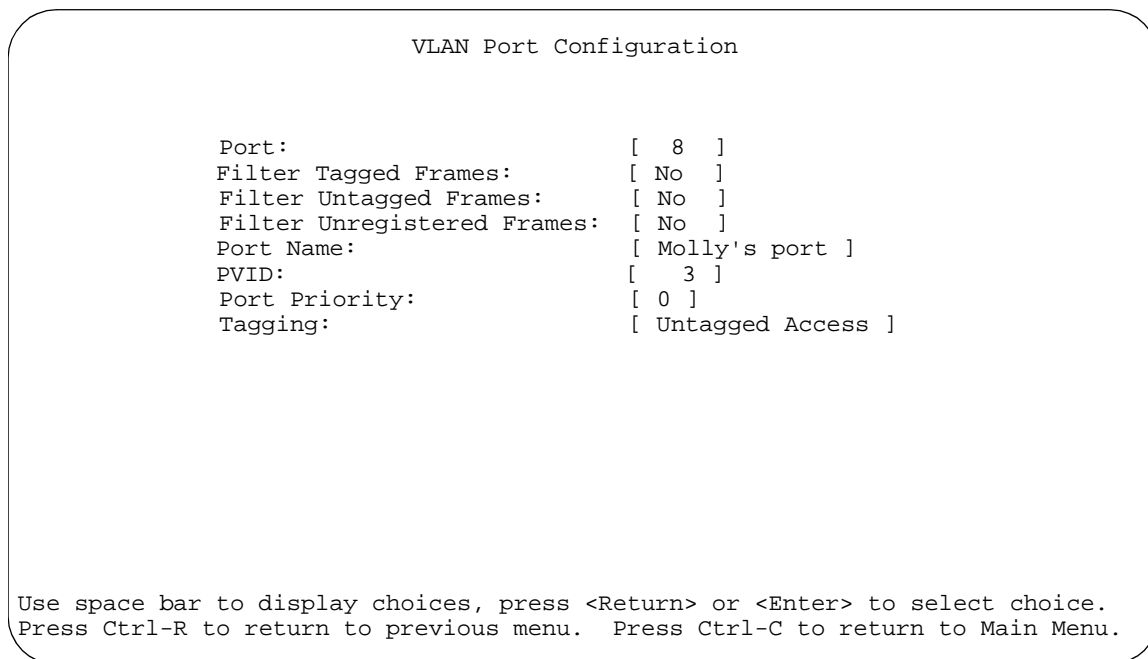 VLAN Port Configuration
Port: [ 8 ]
Filter Tagged Frames: [ No ]
Filter Untagged Frames: [ No ]
Filter Unregistered Frames: [ No ]
Port Name: [ Molly's port ]
PVID: [ 3 ]
Port Priority: [ 0 ]
Tagging: [ Untagged Access ]
Use space bar to display choices, press <Return> or <Enter> to select choice.
Press Ctrl-R to return to previous menu. Press Ctrl-C to return to Main Menu.